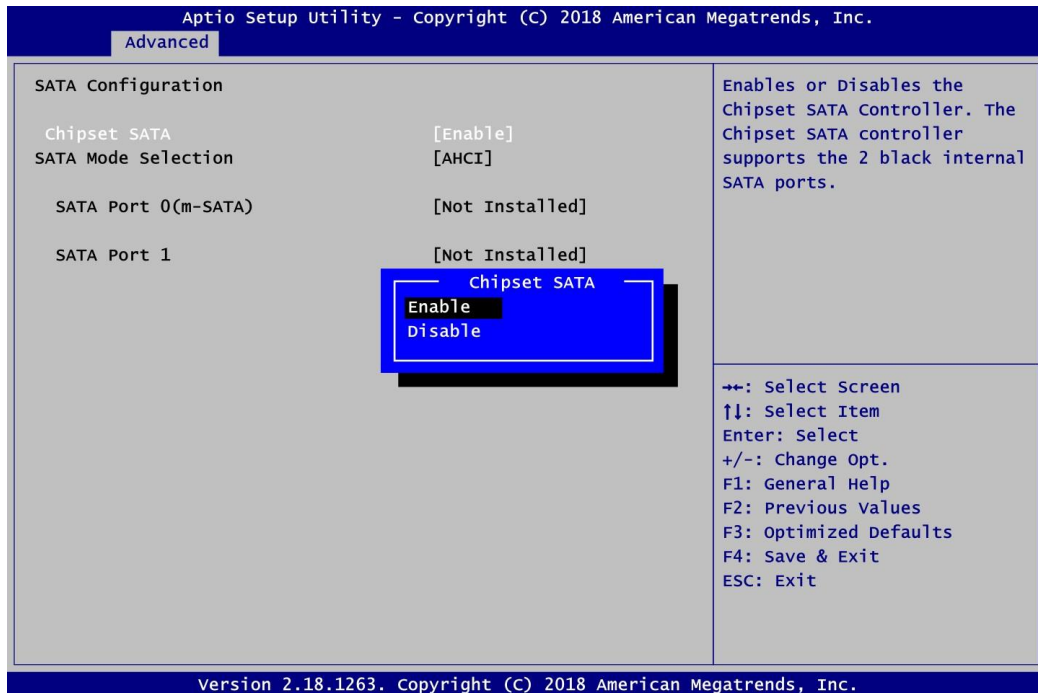 Aptio Setup Utility - Copyright (C) 2018 American Megatrends, Inc.
Advanced
SATA Configuration
Chipset SATA [Enable]
SATA Mode Selection [AHCI]
SATA Port 0(m-SATA) [Not Installed]
SATA Port 1 [Not Installed]
Chipset SATA
Enable
Disable
Enables or Disables the
Chipset SATA Controller. The
Chipset SATA controller
supports the 2 black internal
SATA ports.
→←: Select Screen
↑↓: Select Item
Enter: Select
+/-: Change Opt.
F1: General Help
F2: Previous Values
F3: Optimized Defaults
F4: Save & Exit
ESC: Exit
Version 2.18.1263. Copyright (C) 2018 American Megatrends, Inc.